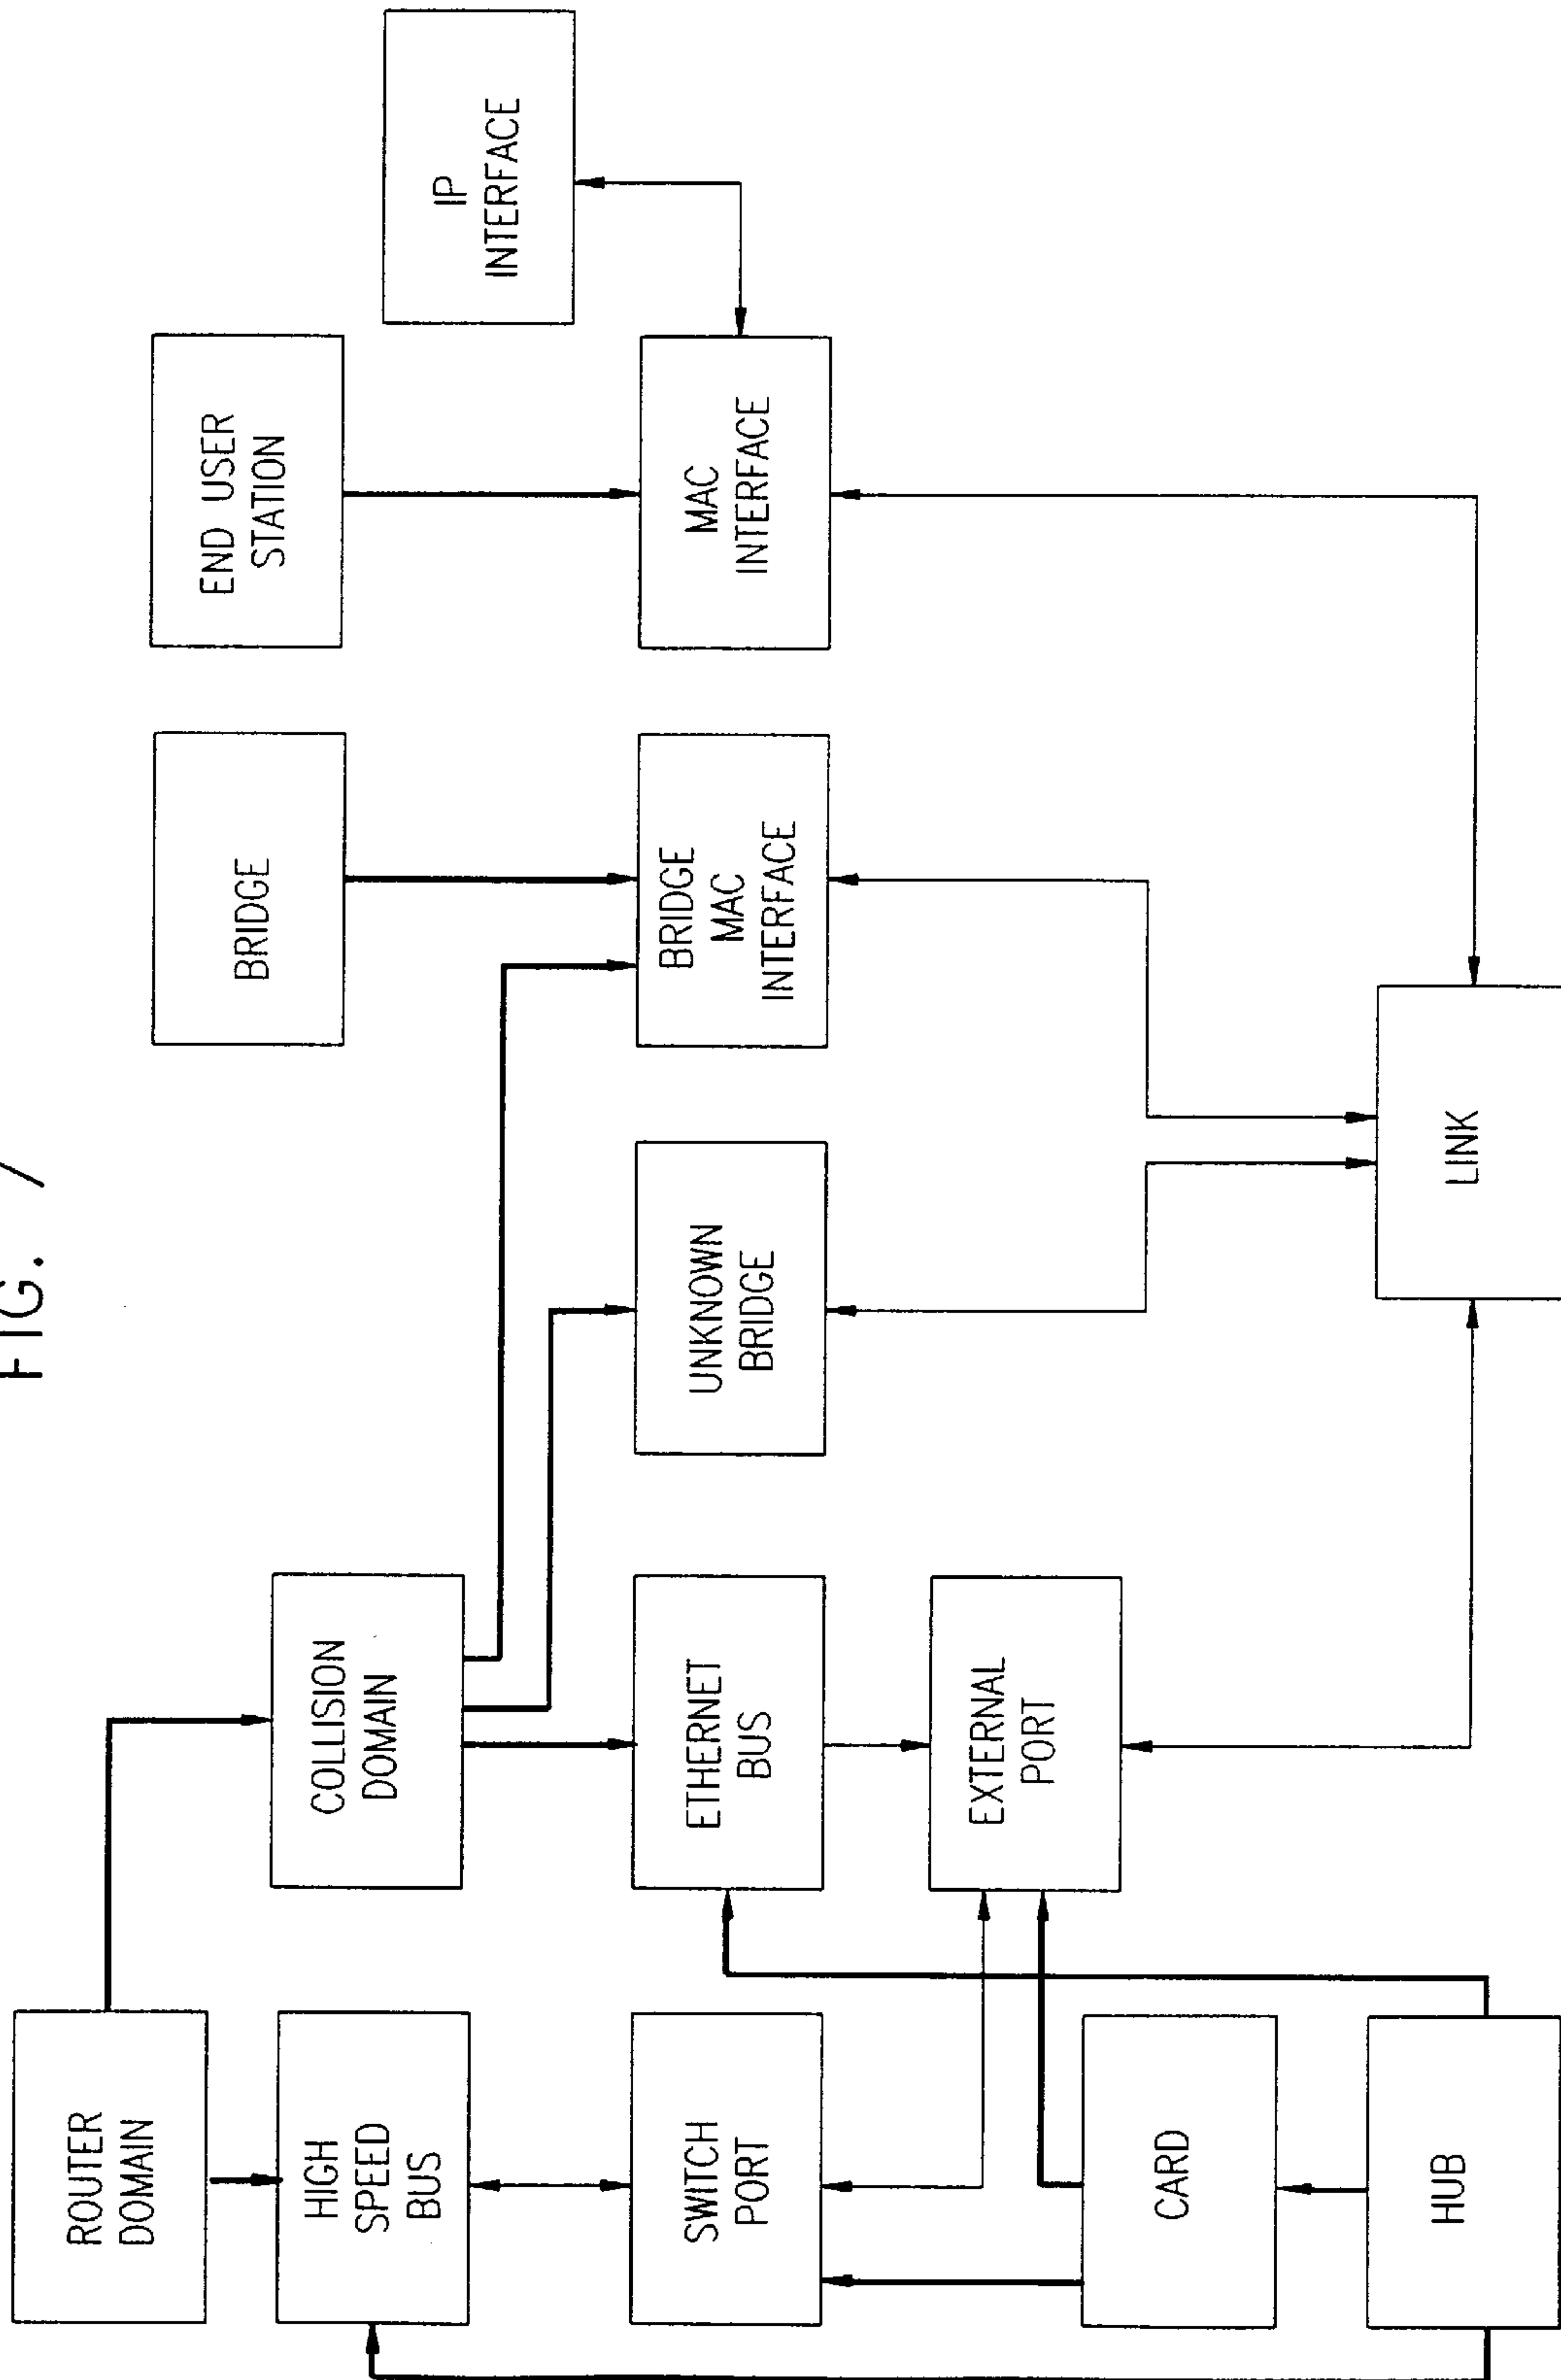 FIG. 7
ROUTER
DOMAIN
COLLISION
DOMAIN
BRIDGE
END USER
STATION
HIGH
SPEED
BUS
IP
INTERFACE
SWITCH
PORT
ETHERNET
BUS
UNKNOWN
BRIDGE
BRIDGE
MAC
INTERFACE
MAC
INTERFACE
EXTERNAL
PORT
CARD
HUB
LINK